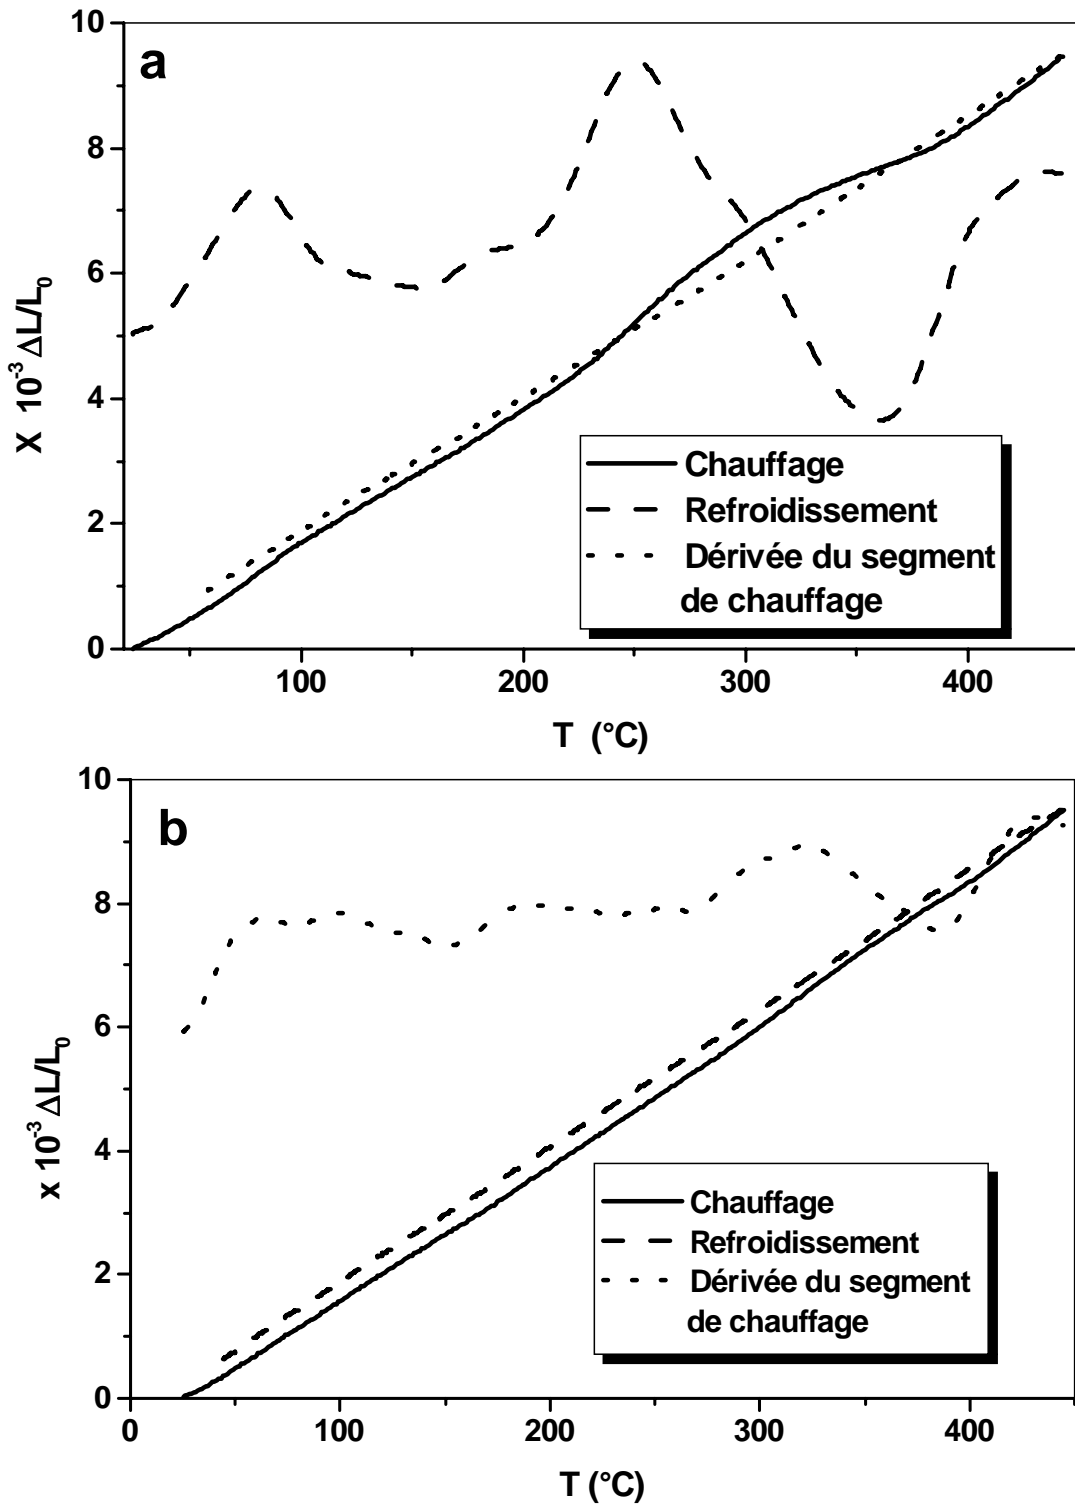 a
10
8
6
4
2
0
X 10⁻³ ΔL/L₀
Chauffage
Refroidissement
Dérivée du segment
de chauffage
100 200 300 400
T (°C)
b
10
8
6
4
2
0
x 10⁻³ ΔL/L₀
Chauffage
Refroidissement
Dérivée du segment
de chauffage
0 100 200 300 400
T (°C)